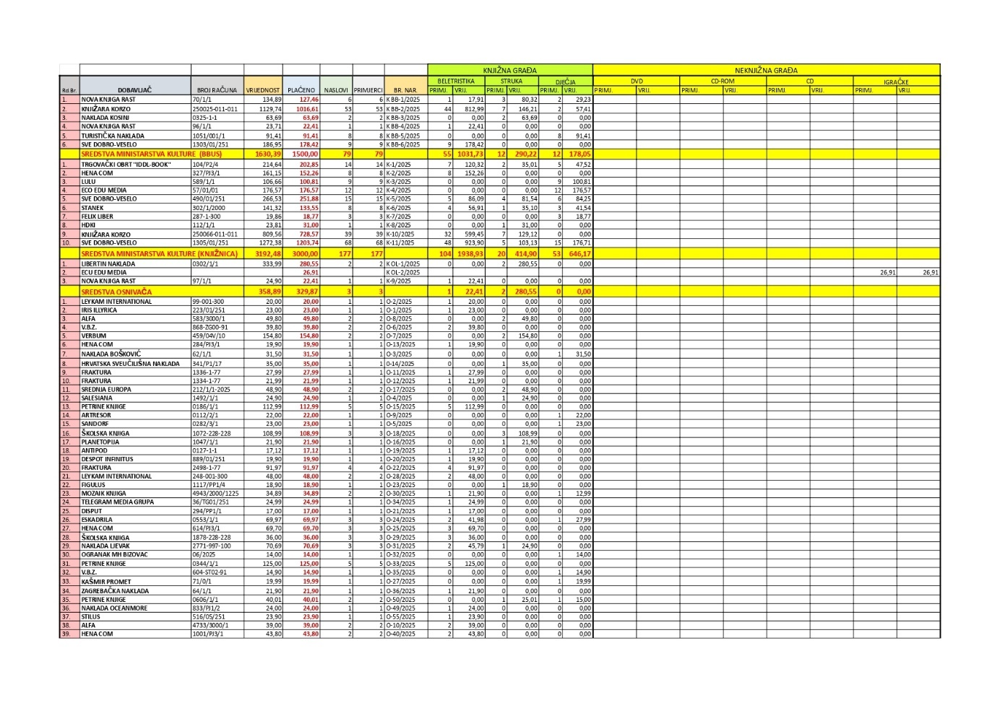 KNJIŽNA GRAĐA NEKNJIŽNA GRAĐA
BELETRISTIKA STRUKA DJEČJA DVD CD-ROM CD IGRAČKE
Rd.Br. DOBAVLJAČ BROJ RAČUNA VRIJEDNOST PLAĆENO NASLOVI PRIMJERCI BR. NAR. PRIMJ. VRIJ. PRIMJ. VRIJ. PRIMJ. VRIJ. PRIMJ. VRIJ. PRIMJ. VRIJ. PRIMJ. VRIJ. PRIMJ. VRIJ.
1. NOVA KNJIGA RAST 70/1/1 134,89 127,46 6 6 K BB-1/2025 1 17,91 3 80,32 2 29,23
2. KNJIŽARA KORZO 250025-011-011 1129,74 1016,61 53 53 K BB-2/2025 44 812,99 7 146,21 2 57,41
3. NAKLADA KOSINJ 0325-1-1 63,69 63,69 2 2 K BB-3/2025 0 0,00 2 63,69 0 0,00
4. NOVA KNJIGA RAST 96/1/1 23,71 22,41 1 1 K BB-4/2025 1 22,41 0 0,00 0 0,00
5. TURISTIČKA NAKLADA 1051/001/1 91,41 91,41 8 8 K BB-5/2025 0 0,00 0 0,00 8 91,41
6. SVE DOBRO-VESELO 1303/01/251 186,95 178,42 9 9 K BB-6/2025 9 178,42 0 0,00 0 0,00
SREDSTVA MINISTARSTVA KULTURE (BBUS) 1630,39 1500,00 79 79 55 1031,73 12 290,22 12 178,05
1. TRGOVAČKI OBRT "IDDL-BOOK" 104/P2/4 214,64 202,85 14 14 K-1/2025 7 120,32 2 35,01 5 47,52
2. HENA COM 327/PJ3/1 161,15 152,26 8 8 K-2/2025 8 152,26 0 0,00 0 0,00
3. LULU 589/1/1 106,66 100,81 9 9 K-3/2025 0 0,00 0 0,00 9 100,81
4. ECO EDU MEDIA 57/01/01 176,57 176,57 12 12 K-4/2025 0 0,00 0 0,00 12 176,57
5. SVE DOBRO-VESELO 490/01/251 266,53 251,88 15 15 K-5/2025 5 86,09 4 81,54 6 84,25
6. STANEK 302/1/2000 141,32 133,55 8 8 K-6/2025 4 56,91 1 35,10 3 41,54
7. FELIX LIBER 287-1-300 19,86 18,77 3 3 K-7/2025 0 0,00 0 0,00 3 18,77
8. HDKI 112/1/1 23,81 31,00 1 1 K-8/2025 0 0,00 1 31,00 0 0,00
9. KNJIŽARA KORZO 250066-011-011 809,56 728,57 39 39 K-10/2025 32 599,45 7 129,12 0 0,00
10. SVE DOBRO-VESELO 1305/01/251 1272,38 1203,74 68 68 K-11/2025 48 923,90 5 103,13 15 176,71
SREDSTVA MINISTARSTVA KULTURE (KNJIŽNICA) 3192,48 3000,00 177 177 104 1938,93 20 414,90 53 646,17
1. LIBERTIN NAKLADA 0302/1/1 333,99 280,55 2 2 K OL-1/2025 0 0,00 2 280,55 0 0,00
2. ECU EDU MEDIA 26,91 K OL-2/2025 26,91 26,91
3. NOVA KNJIGA RAST 97/1/1 24,90 22,41 1 1 K-9/2025 1 22,41 0 0,00 0 0,00
SREDSTVA OSNIVAČA 358,89 329,87 3 3 1 22,41 2 280,55 0 0,00
1. LEYKAM INTERNATIONAL 99-001-300 20,00 20,00 1 1 O-2/2025 1 20,00 0 0,00 0 0,00
2. IRIS ILLYRICA 223/01/251 23,00 23,00 1 1 O-1/2025 1 23,00 0 0,00 0 0,00
3. ALFA 583/3000/1 49,80 49,80 2 2 O-8/2025 0 0,00 2 49,80 0 0,00
4. V.B.Z. 868-ZG00-91 39,80 39,80 2 2 O-6/2025 2 39,80 0 0,00 0 0,00
5. VERBUM 459/04V/10 154,80 154,80 2 2 O-7/2025 0 0,00 2 154,80 0 0,00
6. HENA COM 284/PJ3/1 19,90 19,90 1 1 O-13/2025 1 19,90 0 0,00 0 0,00
7. NAKLADA BOŠKOVIĆ 62/1/1 31,50 31,50 1 1 O-3/2025 0 0,00 0 0,00 1 31,50
8. HRVATSKA SVEUČILIŠNA NAKLADA 341/P1/17 35,00 35,00 1 1 0-14/2025 0 0,00 1 35,00 0 0,00
9. FRAKTURA 1336-1-77 27,99 27,99 1 1 O-11/2025 1 27,99 0 0,00 0 0,00
10. FRAKTURA 1334-1-77 21,99 21,99 1 1 O-12/2025 1 21,99 0 0,00 0 0,00
11. SREDNJA EUROPA 212/1/1-2025 48,90 48,90 2 2 O-17/2025 0 0,00 2 48,90 0 0,00
12. SALESIANA 1492/1/1 24,90 24,90 1 1 O-4/2025 0 0,00 1 24,90 0 0,00
13. PETRINE KNJIGE 0186/1/1 112,99 112,99 5 5 O-15/2025 5 112,99 0 0,00 0 0,00
14. ARTRESOR 0112/2/1 22,00 22,00 1 1 O-9/2025 0 0,00 0 0,00 1 22,00
15. SANDORF 0282/3/1 23,00 23,00 1 1 O-5/2025 0 0,00 0 0,00 1 23,00
16. ŠKOLSKA KNJIGA 1072-228-228 108,99 108,99 3 3 O-18/2025 0 0,00 3 108,99 0 0,00
17. PLANETOPIJA 1047/1/1 21,90 21,90 1 1 O-16/2025 0 0,00 1 21,90 0 0,00
18. ANTIPOD 0127-1-1 17,12 17,12 1 1 O-19/2025 1 17,12 0 0,00 0 0,00
19. DESPOT INFINITUS 889/01/251 19,90 19,90 1 1 O-20/2025 1 19,90 0 0,00 0 0,00
20. FRAKTURA 2498-1-77 91,97 91,97 4 4 O-22/2025 4 91,97 0 0,00 0 0,00
21. LEYKAM INTERNATIONAL 248-001-300 48,00 48,00 2 2 O-28/2025 2 48,00 0 0,00 0 0,00
22. FIGULUS 1117/PP1/4 18,90 18,90 1 1 O-23/2025 0 0,00 1 18,90 0 0,00
23. MOZAIK KNJIGA 4943/2000/1225 34,89 34,89 2 2 O-30/2025 1 21,90 0 0,00 1 12,99
24. TELEGRAM MEDIA GRUPA 36/TG01/251 24,99 24,99 1 1 O-34/2025 1 24,99 0 0,00 0 0,00
25. DISPUT 294/PP1/1 17,00 17,00 1 1 O-21/2025 1 17,00 0 0,00 0 0,00
26. ESKADRILA 0553/1/1 69,97 69,97 3 3 O-24/2025 2 41,98 0 0,00 1 27,99
27. HENA COM 614/PJ3/1 69,70 69,70 3 3 O-25/2025 3 69,70 0 0,00 0 0,00
28. ŠKOLSKA KNJIGA 1878-228-228 36,00 36,00 3 3 O-29/2025 3 36,00 0 0,00 0 0,00
29. NAKLADA LJEVAK 2771-997-100 70,69 70,69 3 3 O-31/2025 2 45,79 1 24,90 0 0,00
30. OGRANAK MH BIZOVAC 06/2025 14,00 14,00 1 1 O-32/2025 0 0,00 0 0,00 1 14,00
31. PETRINE KNJIGE 0344/1/1 125,00 125,00 5 5 O-33/2025 5 125,00 0 0,00 0 0,00
32. V.B.Z. 604-ST02-91 14,90 14,90 1 1 O-35/2025 0 0,00 0 0,00 1 14,90
33. KAŠMIR PROMET 71/0/1 19,99 19,99 1 1 O-27/2025 0 0,00 0 0,00 1 19,99
34. ZAGREBAČKA NAKLADA 64/1/1 21,90 21,90 1 1 O-36/2025 1 21,90 0 0,00 0 0,00
35. PETRINE KNJIGE 0606/1/1 40,01 40,01 2 2 O-50/2025 0 0,00 1 25,01 1 15,00
36. NAKLADA OCEANMORE 833/PJ1/2 24,00 24,00 1 1 O-49/2025 1 24,00 0 0,00 0 0,00
37. STILUS 516/05/251 23,90 23,90 1 1 O-55/2025 1 23,90 0 0,00 0 0,00
38. ALFA 4733/3000/1 39,00 39,00 2 2 O-10/2025 2 39,00 0 0,00 0 0,00
39. HENA COM 1001/PJ3/1 43,80 43,80 2 2 O-40/2025 2 43,80 0 0,00 0 0,00